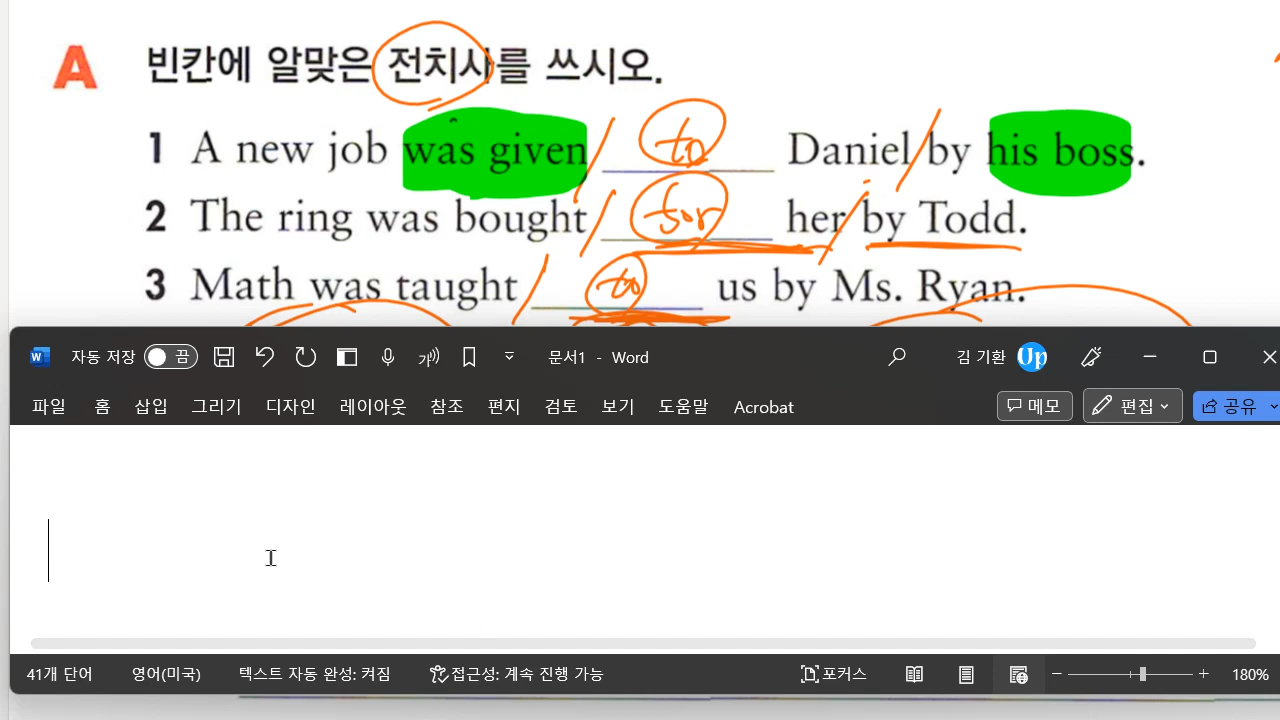 A 빈칸에 알맞은 전치사를 쓰시오.
1 A new job was given / to Daniel / by his boss.
2 The ring was bought / for her / by Todd.
3 Math was taught / to us by Ms. Ryan.
자동 저장 끔 가가)) 문서1 - Word 김 기환 Up
파일 홈 삽입 그리기 디자인 레이아웃 참조 편지 검토 보기 도움말 Acrobat 메모 편집 공유
41개 단어 영어(미국) 텍스트 자동 완성: 켜짐 접근성: 계속 진행 가능 포커스 180%